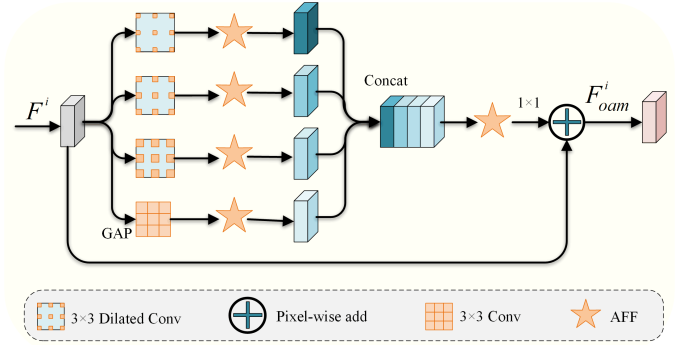 Concat
F^i
1×1
F^i_oam
GAP
3×3 Dilated Conv
Pixel-wise add
3×3 Conv
AFF